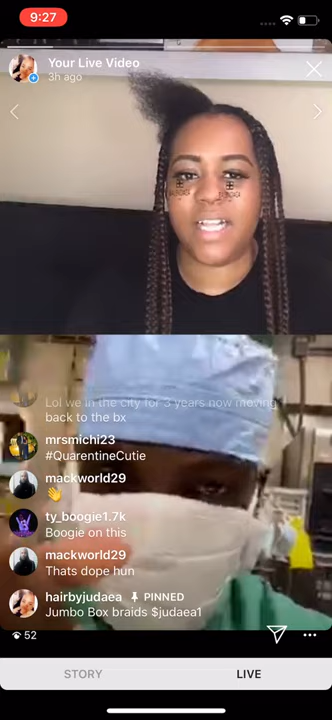 9:27
Your Live Video
3h ago
Lol we in the city for 3 years now moving
back to the bx
mrsmichi23
#QuarentineCutie
mackworld29
👋
ty_boogie1.7k
Boogie on this
mackworld29
Thats dope hun
hairbyjudaea PINNED
Jumbo Box braids $judaea1
52
STORY
LIVE